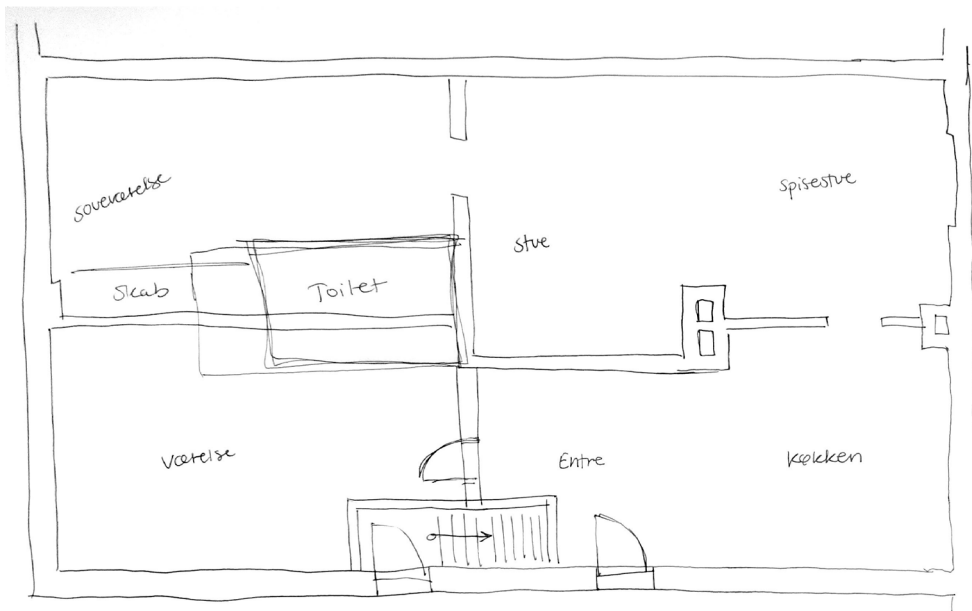 soveværelse
spisestue
stue
Skab
Toilet
Værelse
Entre
køkken